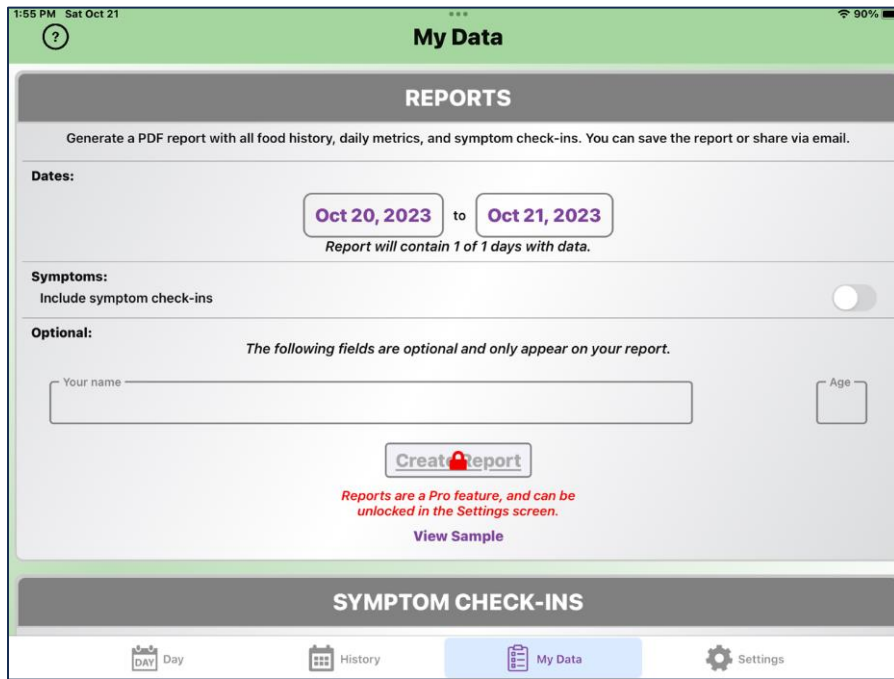 1:55 PM Sat Oct 21
90%
?
My Data
REPORTS
Generate a PDF report with all food history, daily metrics, and symptom check-ins. You can save the report or share via email.
Dates:
Oct 20, 2023 to Oct 21, 2023
Report will contain 1 of 1 days with data.
Symptoms:
Include symptom check-ins
Optional:
The following fields are optional and only appear on your report.
Your name Age
Create Report
Reports are a Pro feature, and can be
unlocked in the Settings screen.
View Sample
SYMPTOM CHECK-INS
DAY Day History My Data Settings